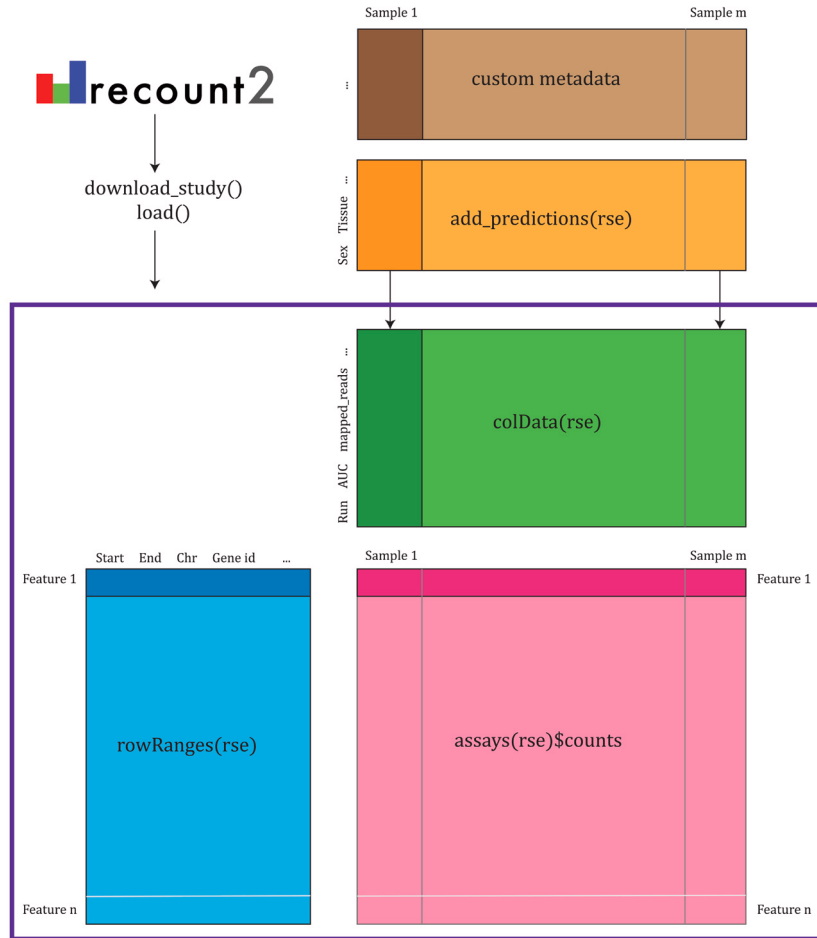 Sample 1
Sample m
recount2
...
custom metadata
download_study()
load()
Sex Tissue ...
add_predictions(rse)
Run AUC mapped_reads ...
colData(rse)
Start End Chr Gene id ...
Sample 1
Sample m
Feature 1
Feature 1
rowRanges(rse)
assays(rse)$counts
Feature n
Feature n